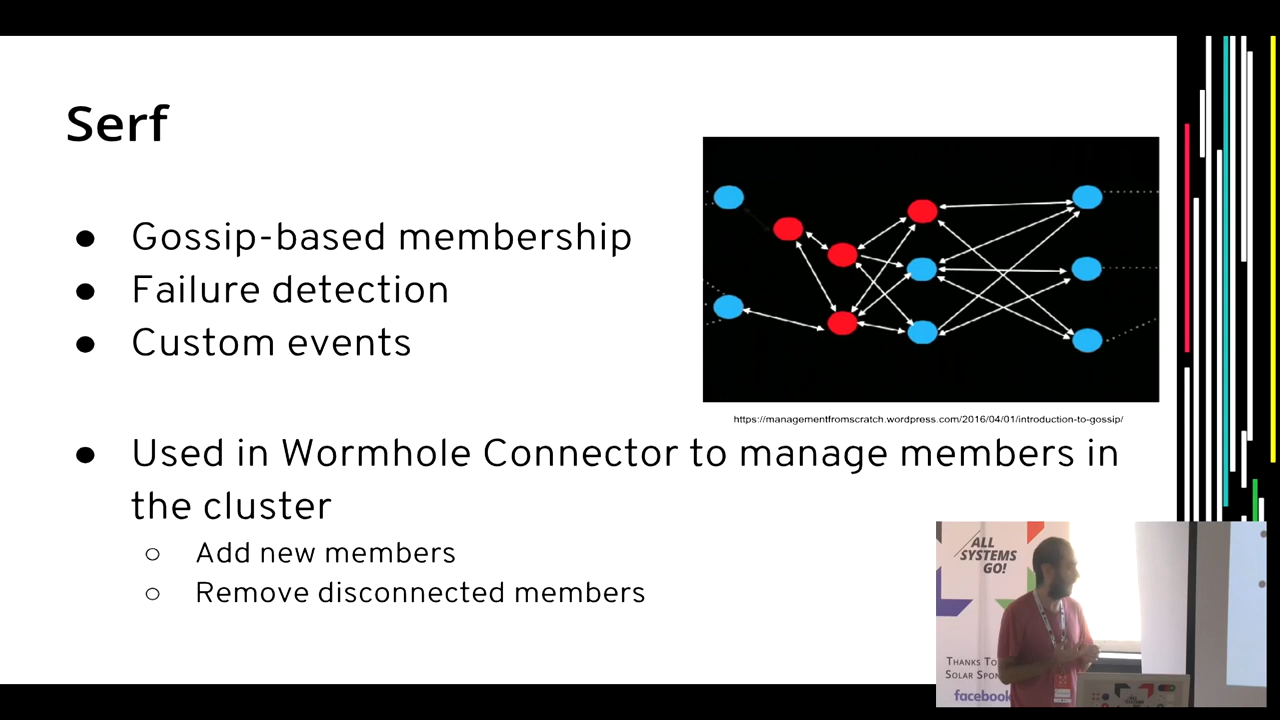 Serf
● Gossip-based membership
● Failure detection
● Custom events
https://managementfromscratch.wordpress.com/2016/04/01/introduction-to-gossip/
● Used in Wormhole Connector to manage members in
the cluster
○ Add new members
○ Remove disconnected members
ALL
SYSTEMS
GO!
THANKS TO
SOLAR SPON
facebook